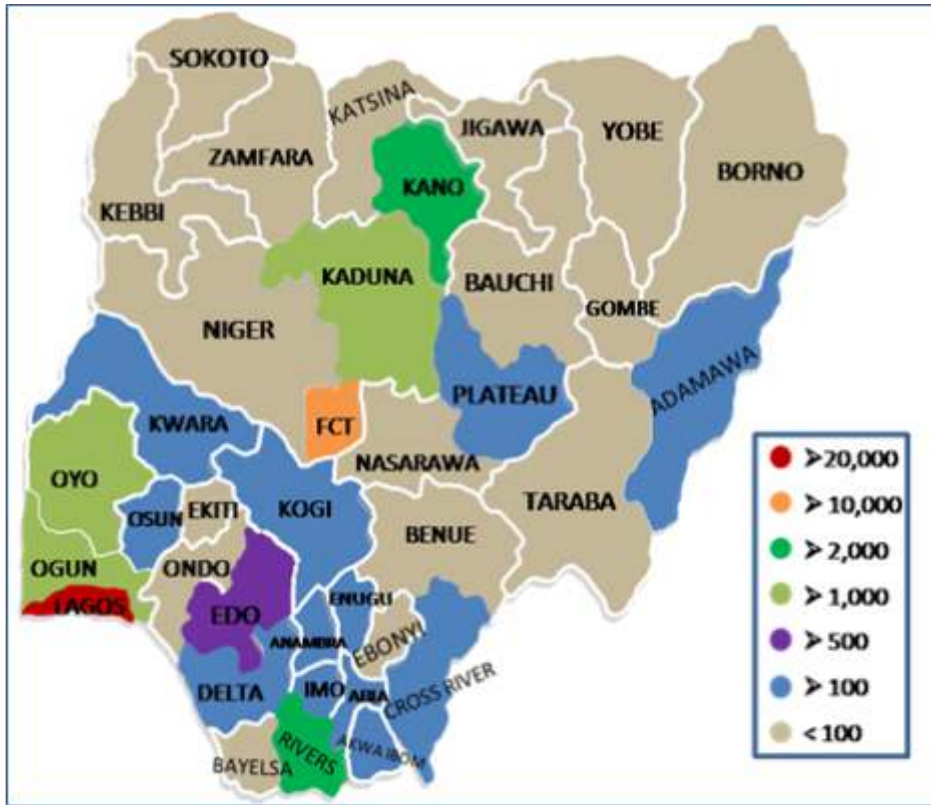 SOKOTO
KATSINA
JIGAWA
YOBE
BORNO
ZAMFARA
KANO
KEBBI
KADUNA
BAUCHI
GOMBE
NIGER
ADAMAWA
PLATEAU
KWARA
FCT
NASARAWA
TARABA
OYO
OSUN
EKITI
KOGI
BENUE
OGUN
ONDO
LAGOS
EDO
ENUGU
ANAMBRA
EBONYI
DELTA
IMO
ABIA
CROSS RIVER
RIVERS
AKWAIBOM
BAYELSA
➢20,000
➢ 10,000
➢ 2,000
➢ 1,000
➢ 500
➢ 100
< 100